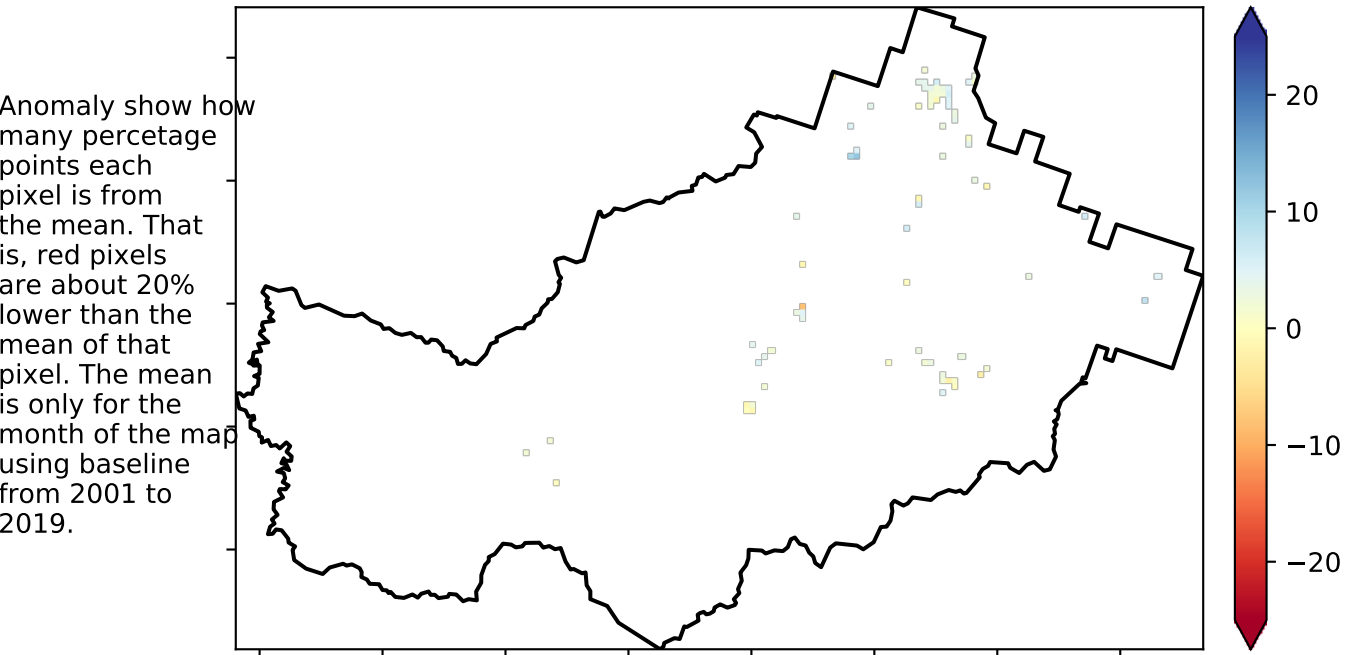 Anomaly show how
many percetage
points each
pixel is from
the mean. That
is, red pixels
are about 20%
lower than the
mean of that
pixel. The mean
is only for the
month of the map
using baseline
from 2001 to
2019.
20
10
0
−10
−20